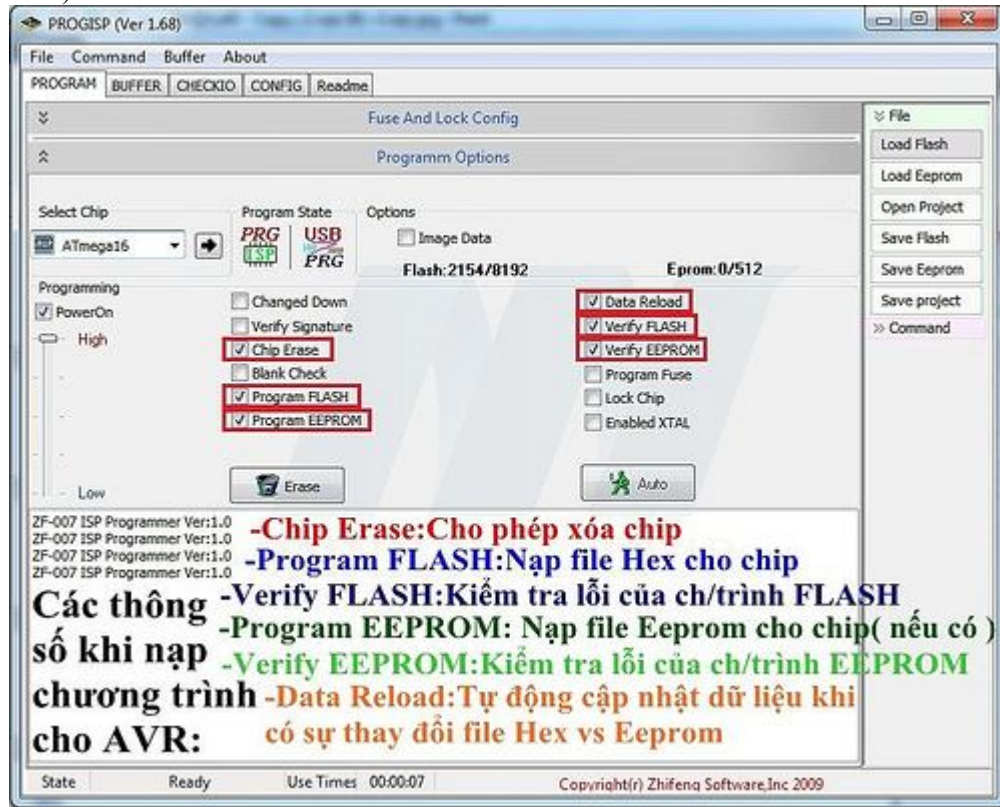 PROGISP (Ver 1.68)
File Command Buffer About
PROGRAM BUFFER CHECKIO CONFIG Readme
Fuse And Lock Config
Programm Options
Select Chip
ATmega16
Program State
PRG ISP
USB PRG
Options
Image Data
Flash:2154/8192 Eprom:0/512
Programming
PowerOn
High
Low
Changed Down
Verify Signature
Chip Erase
Blank Check
Program FLASH
Program EEPROM
Data Reload
Verify FLASH
Verify EEPROM
Program Fuse
Lock Chip
Enabled XTAL
Erase
Auto
File
Load Flash
Load Eeprom
Open Project
Save Flash
Save Eeprom
Save project
Command
ZF-007 ISP Programmer Ver:1.0
ZF-007 ISP Programmer Ver:1.0
ZF-007 ISP Programmer Ver:1.0
ZF-007 ISP Programmer Ver:1.0
Các thông
số khi nạp
chương trình
cho AVR:
-Chip Erase:Cho phép xóa chip
-Program FLASH:Nạp file Hex cho chip
-Verify FLASH:Kiểm tra lỗi của ch/trình FLASH
-Program EEPROM: Nạp file Eeprom cho chip( nếu có )
-Verify EEPROM:Kiểm tra lỗi của ch/trình EEPROM
-Data Reload:Tự động cập nhật dữ liệu khi
có sự thay đổi file Hex vs Eeprom
State Ready Use Times 00:00:07 Copyright(r) Zhifeng Software,Inc 2009